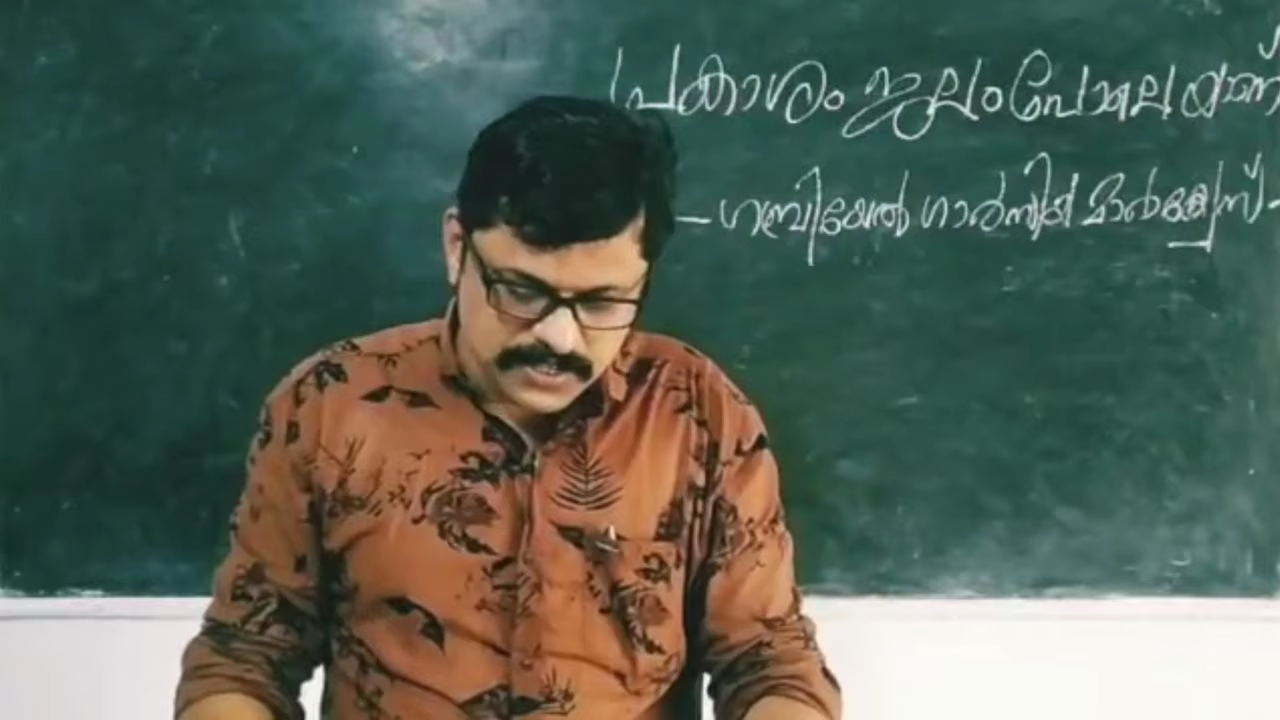 പ്രകാശം ജലംപോലെയാണ്
– ഗബ്രിയേൽ ഗാർസിയ മാർക്കേസ് –